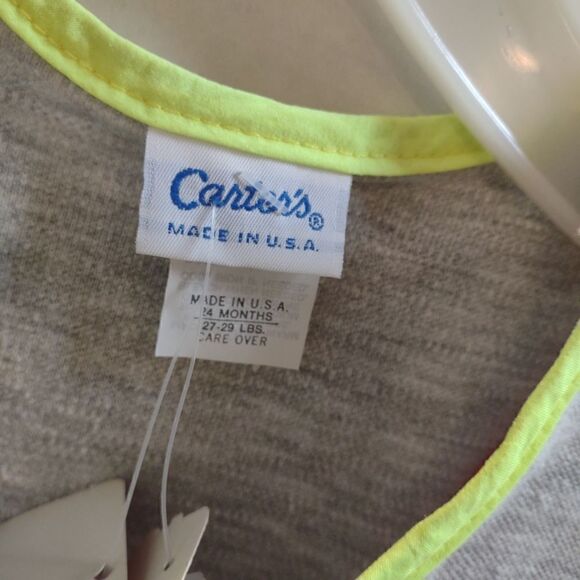 Carter's®
MADE IN U.S.A.
MADE IN U.S.A.
24 MONTHS
27-29 LBS.
CARE OVER